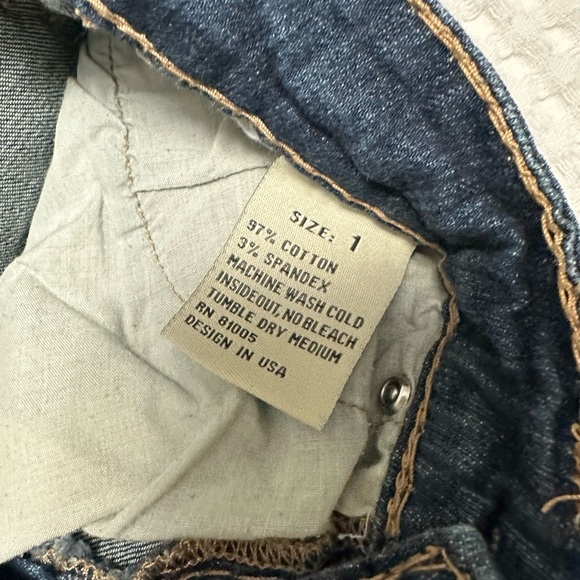 SIZE: 1
97% COTTON
3% SPANDEX
MACHINE WASH COLD
INSIDEOUT, NO BLEACH
TUMBLE DRY MEDIUM
RN 81005
DESIGN IN USA